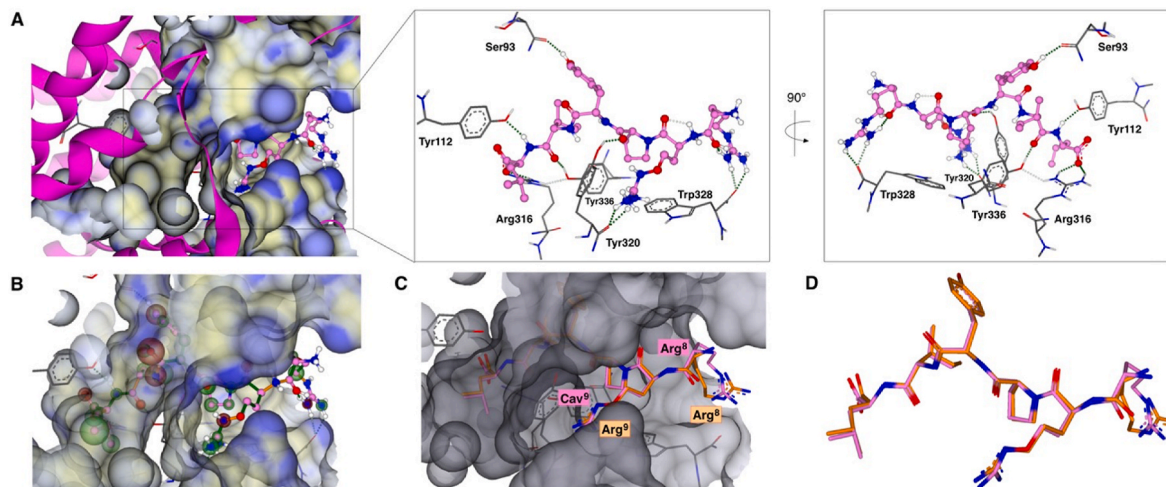 A
Ser93
Tyr112
Arg316
Tyr336
Tyr320
Trp328
90°
Ser93
Tyr112
Trp328
Tyr320
Tyr336
Arg316
B
C
Arg8
Cav9
Arg9
Arg8
D